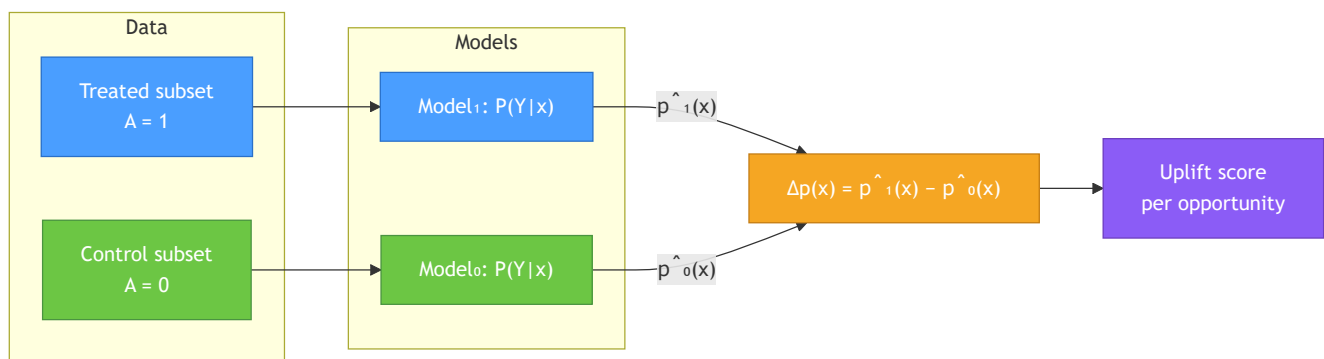 Data
Treated subset
A = 1
Control subset
A = 0
Models
Model₁: P(Y|x)
Model₀: P(Y|x)
p^₁(x)
p^₀(x)
Δp(x) = p^₁(x) − p^₀(x)
Uplift score
per opportunity